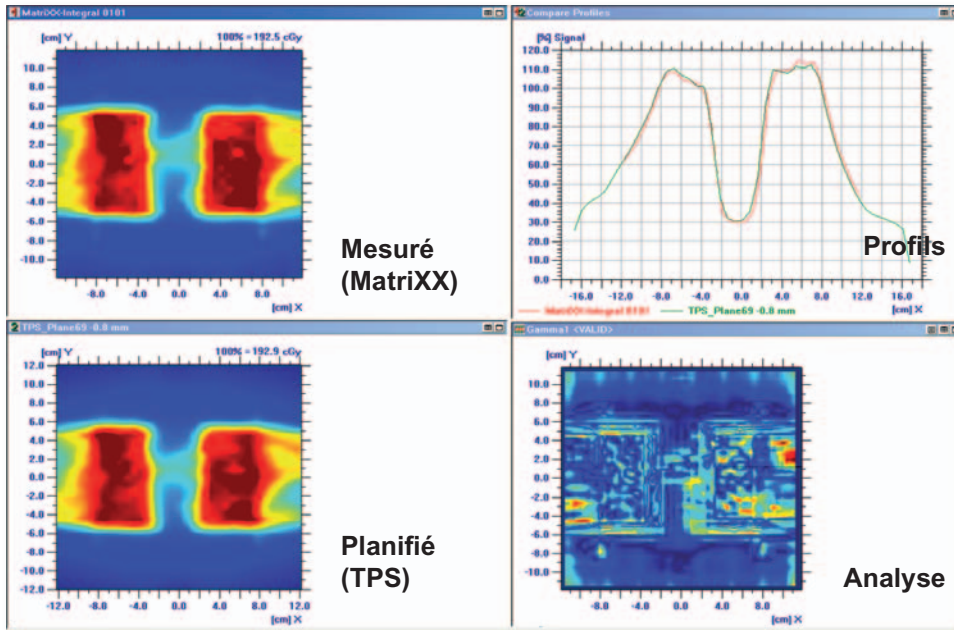 MatriXX-Integral 0101
[cm] Y
100% = 192.5 cGy
10.0
8.0
6.0
4.0
2.0
0.0
-2.0
-4.0
-6.0
-8.0
-10.0
-8.0 -4.0 0.0 4.0 8.0
[cm] X
Mesuré
(MatriXX)
Compare Profiles
[%] Signal
120.0
110.0
100.0
90.0
80.0
70.0
60.0
50.0
40.0
30.0
20.0
10.0
0.0
-16.0 -12.0 -8.0 -4.0 0.0 4.0 8.0 12.0 16.0
[cm] X
MatriXX-Integral 0101
TPS_Plane69 -0.8 mm
Profils
2 TPS_Plane69 -0.8 mm
[cm] Y
100% = 192.9 cGy
12.0
10.0
8.0
6.0
4.0
2.0
0.0
-2.0
-4.0
-6.0
-8.0
-10.0
-12.0
-12.0 -8.0 -4.0 0.0 4.0 8.0 12.0
[cm] X
Planifié
(TPS)
Gamma1 <VALID>
[cm] Y
10.0
8.0
6.0
4.0
2.0
0.0
-2.0
-4.0
-6.0
-8.0
-10.0
-8.0 -4.0 0.0 4.0 8.0
[cm] X
Analyse